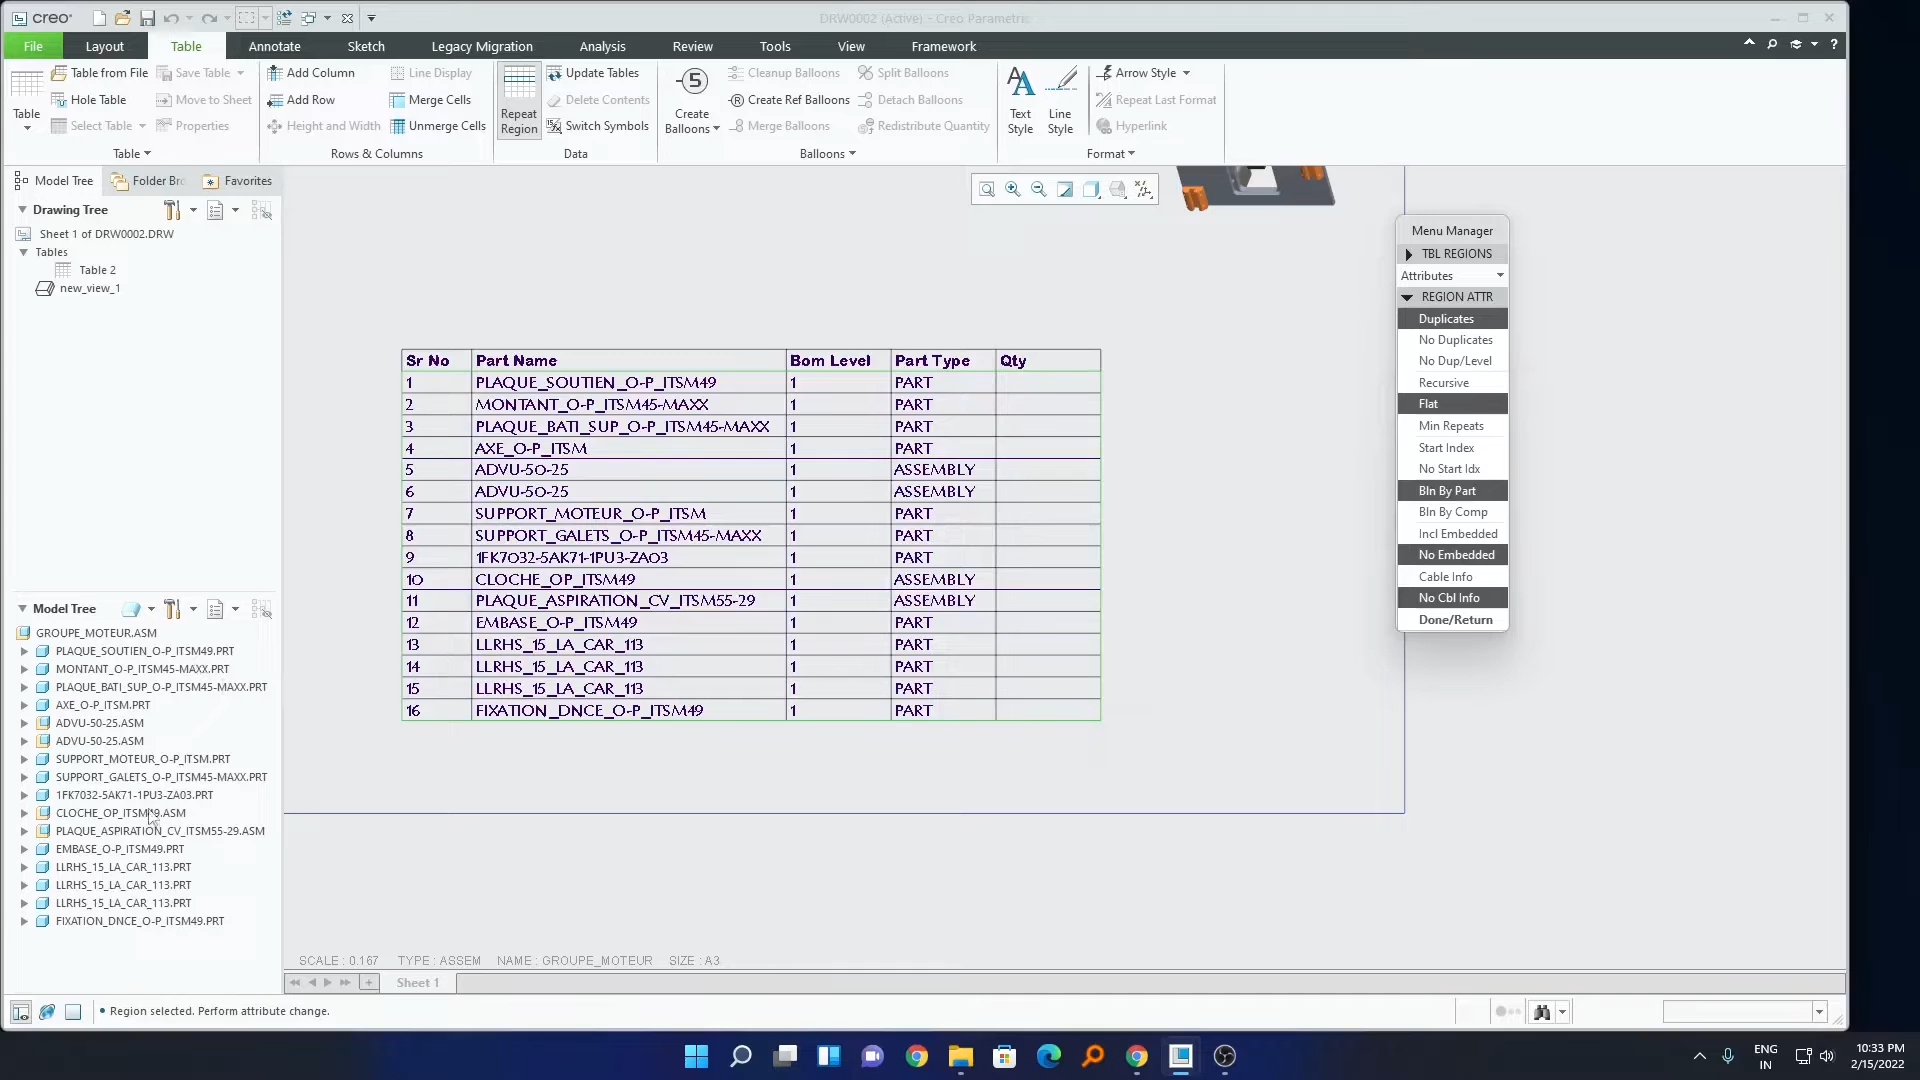 creo
DRW0002 (Active) - Creo Parametric
File Layout Table Annotate Sketch Legacy Migration Analysis Review Tools View Framework
Table from File Save Table Add Column Line Display Update Tables Cleanup Balloons Split Balloons Arrow Style
Hole Table Move to Sheet Add Row Merge Cells Delete Contents Create Ref Balloons Detach Balloons Repeat Last Format
Table Select Table Properties Height and Width Unmerge Cells Repeat Region Switch Symbols Create Balloons Merge Balloons Redistribute Quantity Text Style Line Style Hyperlink
Table Rows & Columns Data Balloons Format
Model Tree Folder Bro Favorites
Drawing Tree
Sheet 1 of DRW0002.DRW
Tables
Table 2
new_view_1
Model Tree
GROUPE_MOTEUR.ASM
PLAQUE_SOUTIEN_O-P_ITSM49.PRT
MONTANT_O-P_ITSM45-MAXX.PRT
PLAQUE_BATI_SUP_O-P_ITSM45-MAXX.PRT
AXE_O-P_ITSM.PRT
ADVU-50-25.ASM
ADVU-50-25.ASM
SUPPORT_MOTEUR_O-P_ITSM.PRT
SUPPORT_GALETS_O-P_ITSM45-MAXX.PRT
1FK7032-5AK71-1PU3-ZA03.PRT
CLOCHE_OP_ITSM49.ASM
PLAQUE_ASPIRATION_CV_ITSM55-29.ASM
EMBASE_O-P_ITSM49.PRT
LLRHS_15_LA_CAR_113.PRT
LLRHS_15_LA_CAR_113.PRT
LLRHS_15_LA_CAR_113.PRT
FIXATION_DNCE_O-P_ITSM49.PRT
Sr No Part Name Bom Level Part Type Qty
1 PLAQUE_SOUTIEN_O-P_ITSM49 1 PART
2 MONTANT_O-P_ITSM45-MAXX 1 PART
3 PLAQUE_BATI_SUP_O-P_ITSM45-MAXX 1 PART
4 AXE_O-P_ITSM 1 PART
5 ADVU-50-25 1 ASSEMBLY
6 ADVU-50-25 1 ASSEMBLY
7 SUPPORT_MOTEUR_O-P_ITSM 1 PART
8 SUPPORT_GALETS_O-P_ITSM45-MAXX 1 PART
9 1FK7032-5AK71-1PU3-ZA03 1 PART
10 CLOCHE_OP_ITSM49 1 ASSEMBLY
11 PLAQUE_ASPIRATION_CV_ITSM55-29 1 ASSEMBLY
12 EMBASE_O-P_ITSM49 1 PART
13 LLRHS_15_LA_CAR_113 1 PART
14 LLRHS_15_LA_CAR_113 1 PART
15 LLRHS_15_LA_CAR_113 1 PART
16 FIXATION_DNCE_O-P_ITSM49 1 PART
Menu Manager
TBL REGIONS
Attributes
REGION ATTR
Duplicates
No Duplicates
No Dup/Level
Recursive
Flat
Min Repeats
Start Index
No Start Idx
Bln By Part
Bln By Comp
Incl Embedded
No Embedded
Cable Info
No Cbl Info
Done/Return
SCALE : 0.167 TYPE : ASSEM NAME : GROUPE_MOTEUR SIZE : A3
Sheet 1
• Region selected. Perform attribute change.
ENG
IN
10:33 PM
2/15/2022